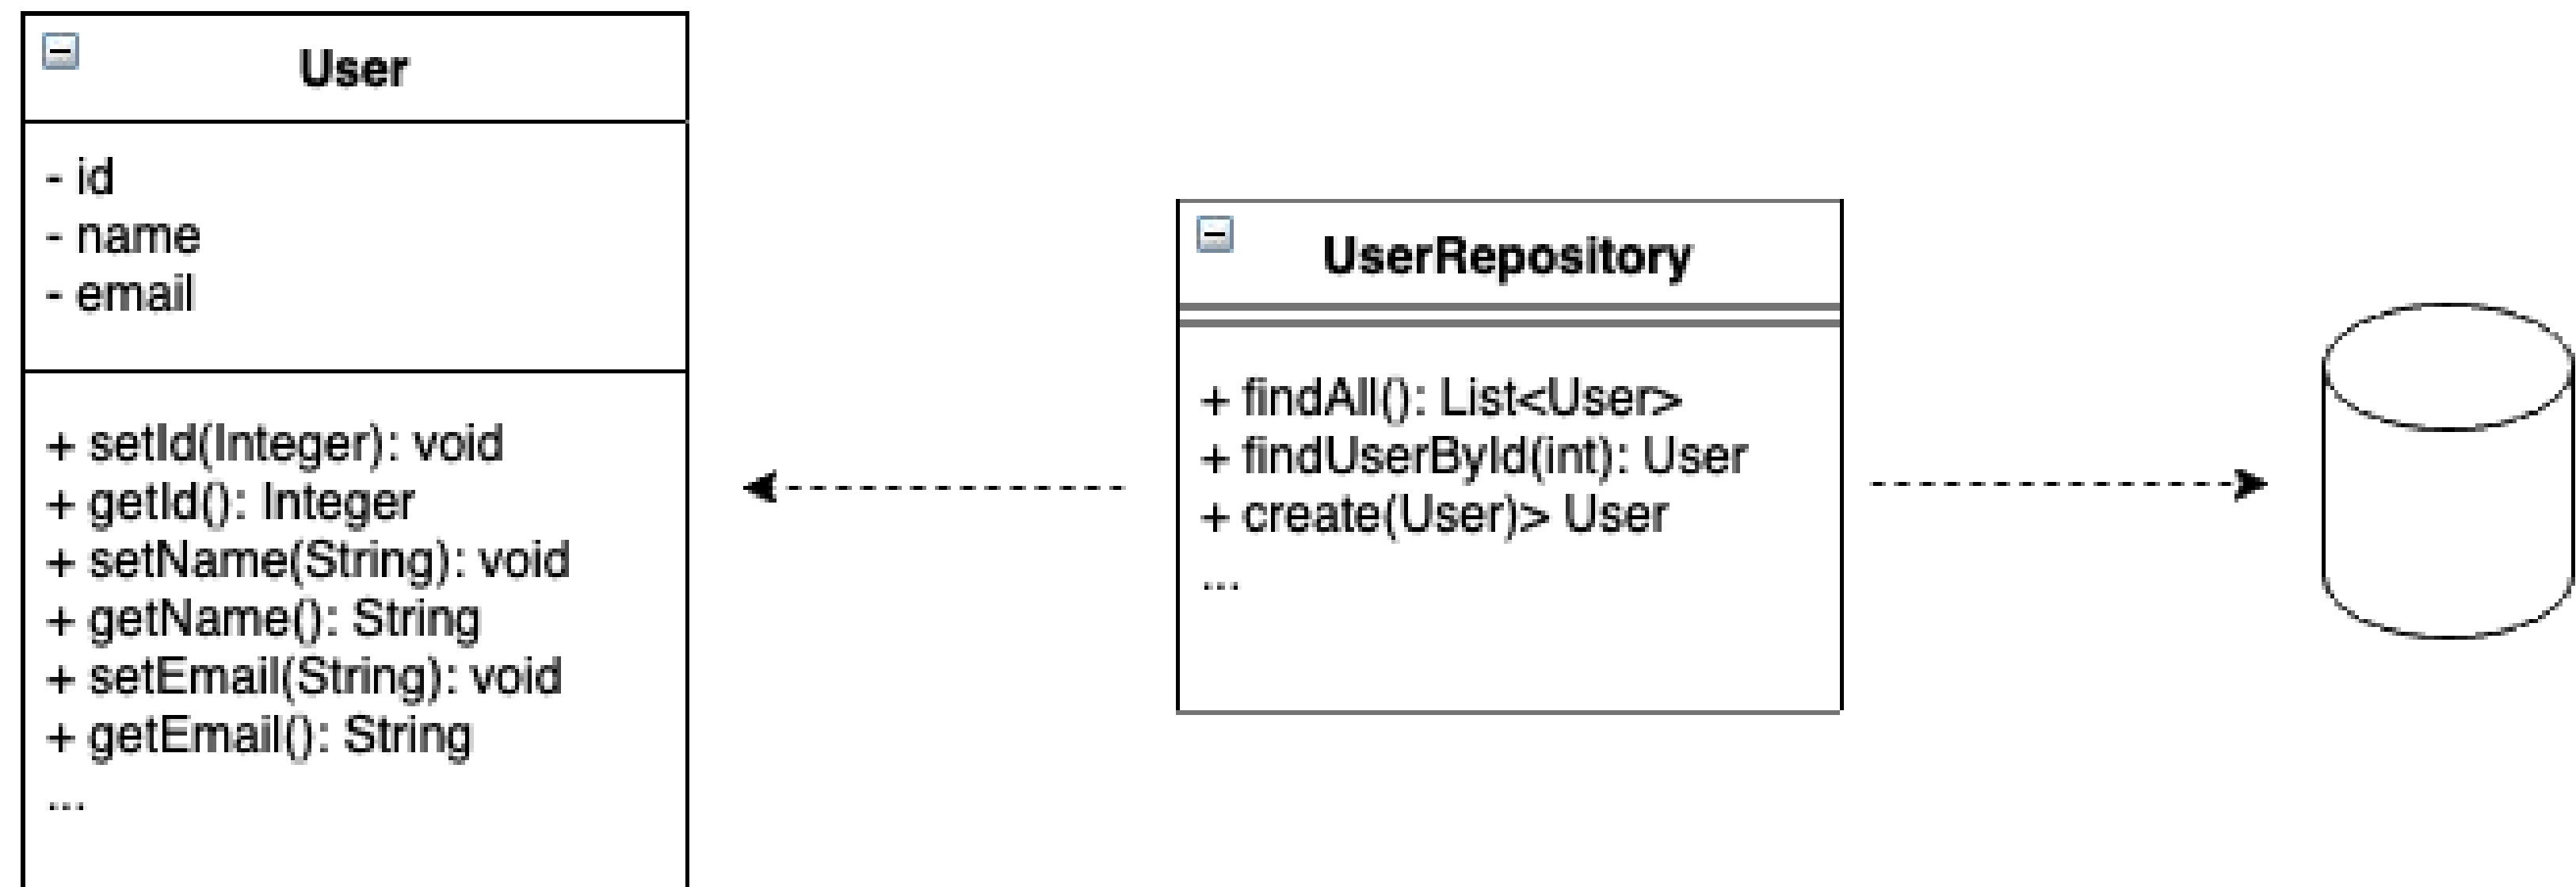 User
- id
- name
- email
+ setId(Integer): void
+ getId(): Integer
+ setName(String): void
+ getName(): String
+ setEmail(String): void
+ getEmail(): String
...
UserRepository
+ findAll(): List<User>
+ findUserById(int): User
+ create(User)> User
...